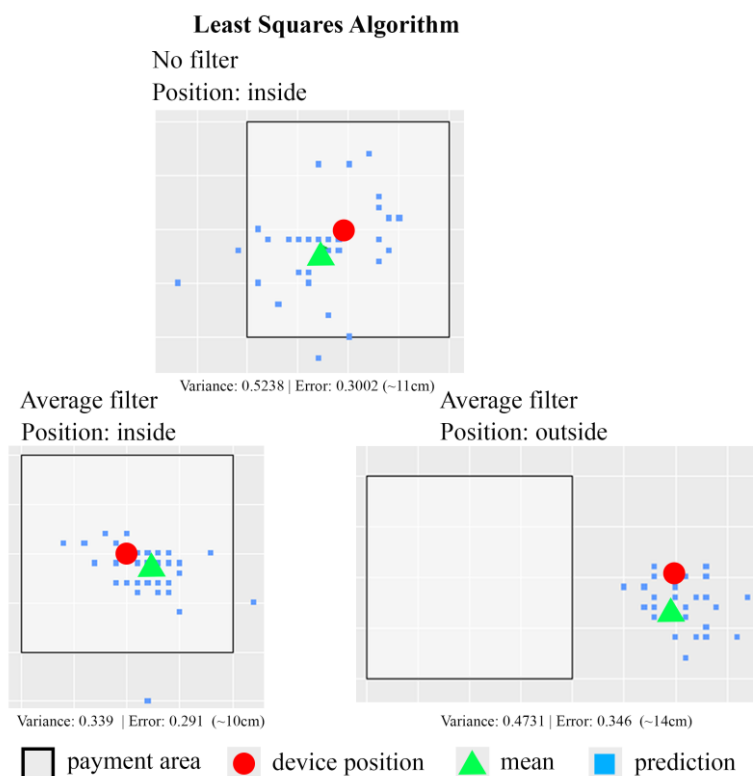 Least Squares Algorithm
No filter
Position: inside
Variance: 0.5238 | Error: 0.3002 (~11cm)
Average filter
Position: inside
Variance: 0.339 | Error: 0.291 (~10cm)
Average filter
Position: outside
Variance: 0.4731 | Error: 0.346 (~14cm)
payment area
device position
mean
prediction